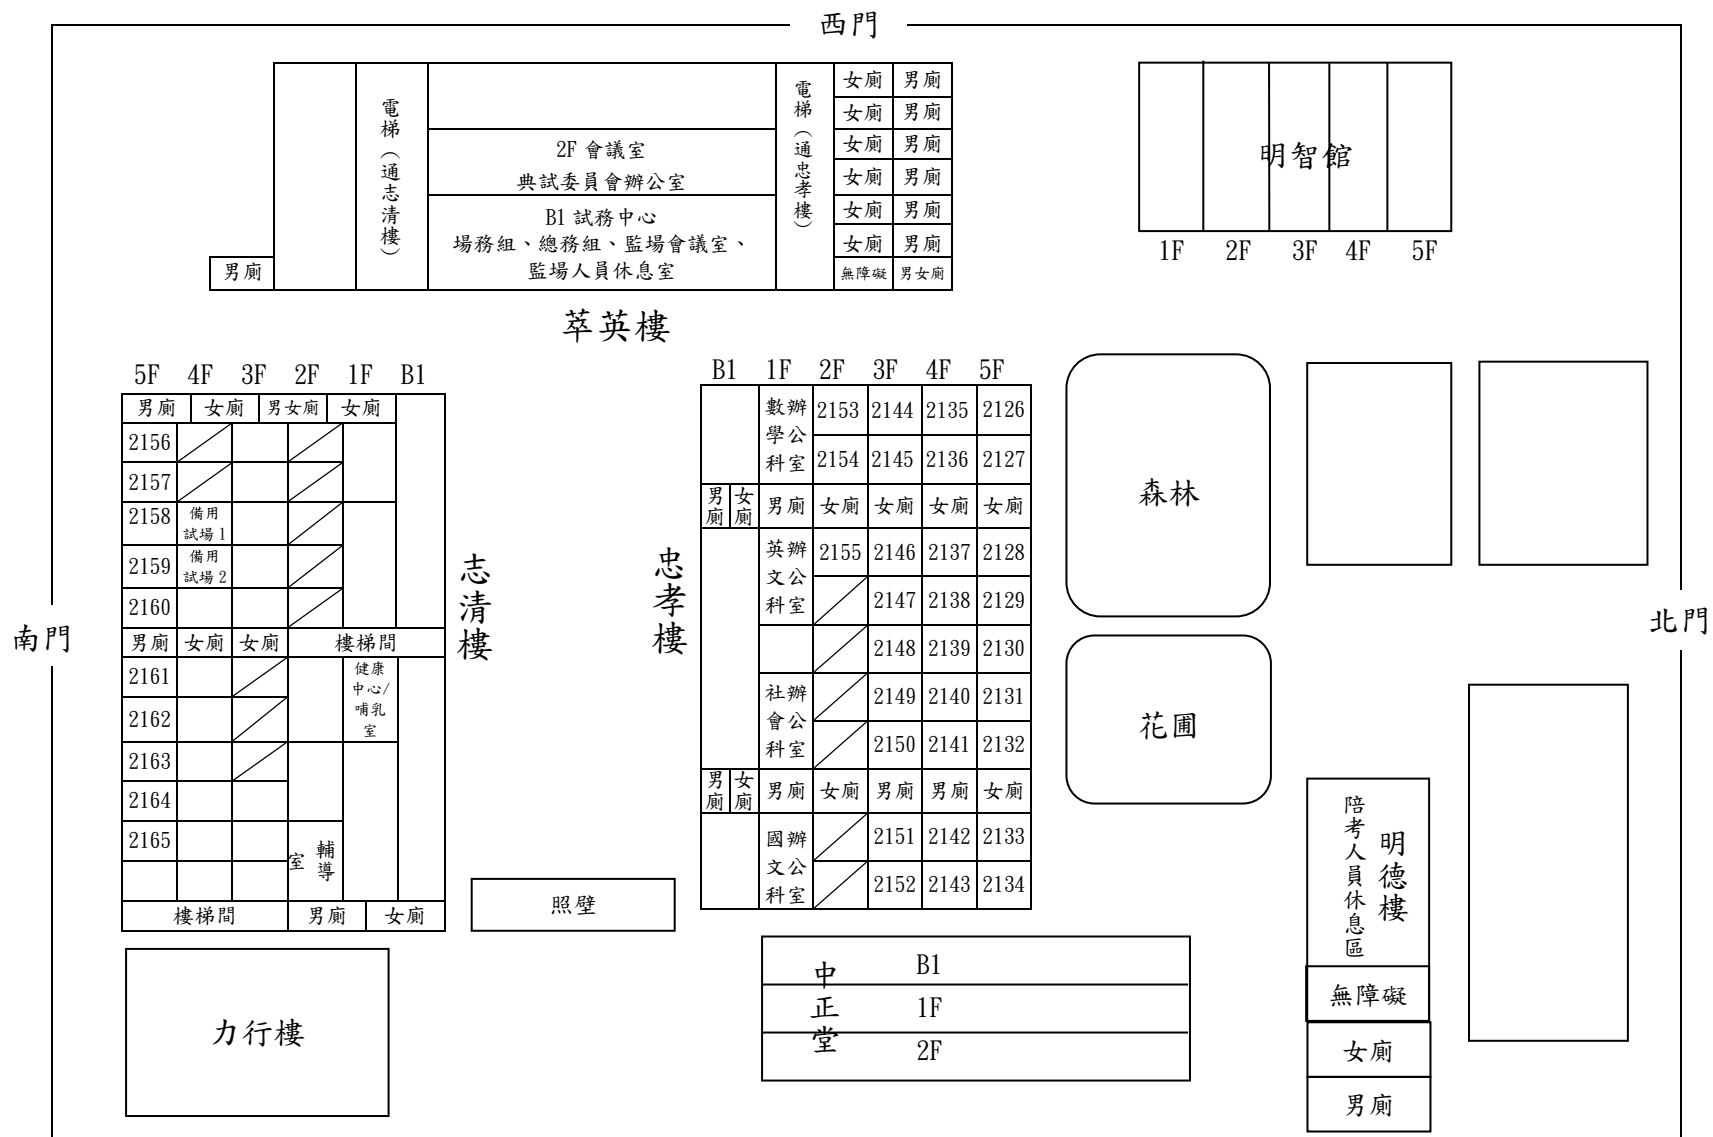 西門
電梯（通志清樓）
2F 會議室
典試委員會辦公室
B1 試務中心
場務組、總務組、監場會議室、
監場人員休息室
電梯（通忠孝樓）
女廁 男廁
女廁 男廁
女廁 男廁
女廁 男廁
女廁 男廁
女廁 男廁
無障礙 男女廁
男廁
萃英樓
明智館
1F 2F 3F 4F 5F
5F 4F 3F 2F 1F B1
男廁 女廁 男女廁 女廁
2156
2157
2158 備用
試場 1
2159 備用
試場 2
2160
男廁 女廁 女廁 樓梯間
2161 健康
中心/
哺乳
室
2162
2163
2164
2165
輔導
室
樓梯間 男廁 女廁
志清樓
南門
力行樓
照壁
忠孝樓
B1 1F 2F 3F 4F 5F
數學科
辦公室
2153 2144 2135 2126
2154 2145 2136 2127
男廁 女廁 男廁 女廁 女廁 女廁 女廁
英文科
辦公室
2155 2146 2137 2128
2147 2138 2129
2148 2139 2130
社會科
辦公室
2149 2140 2131
2150 2141 2132
男廁 女廁 男廁 女廁 男廁 男廁 女廁
國文科
辦公室
2151 2142 2133
2152 2143 2134
中正堂
B1
1F
2F
森林
花圃
北門
明德樓
陪考人員休息區
無障礙
女廁
男廁